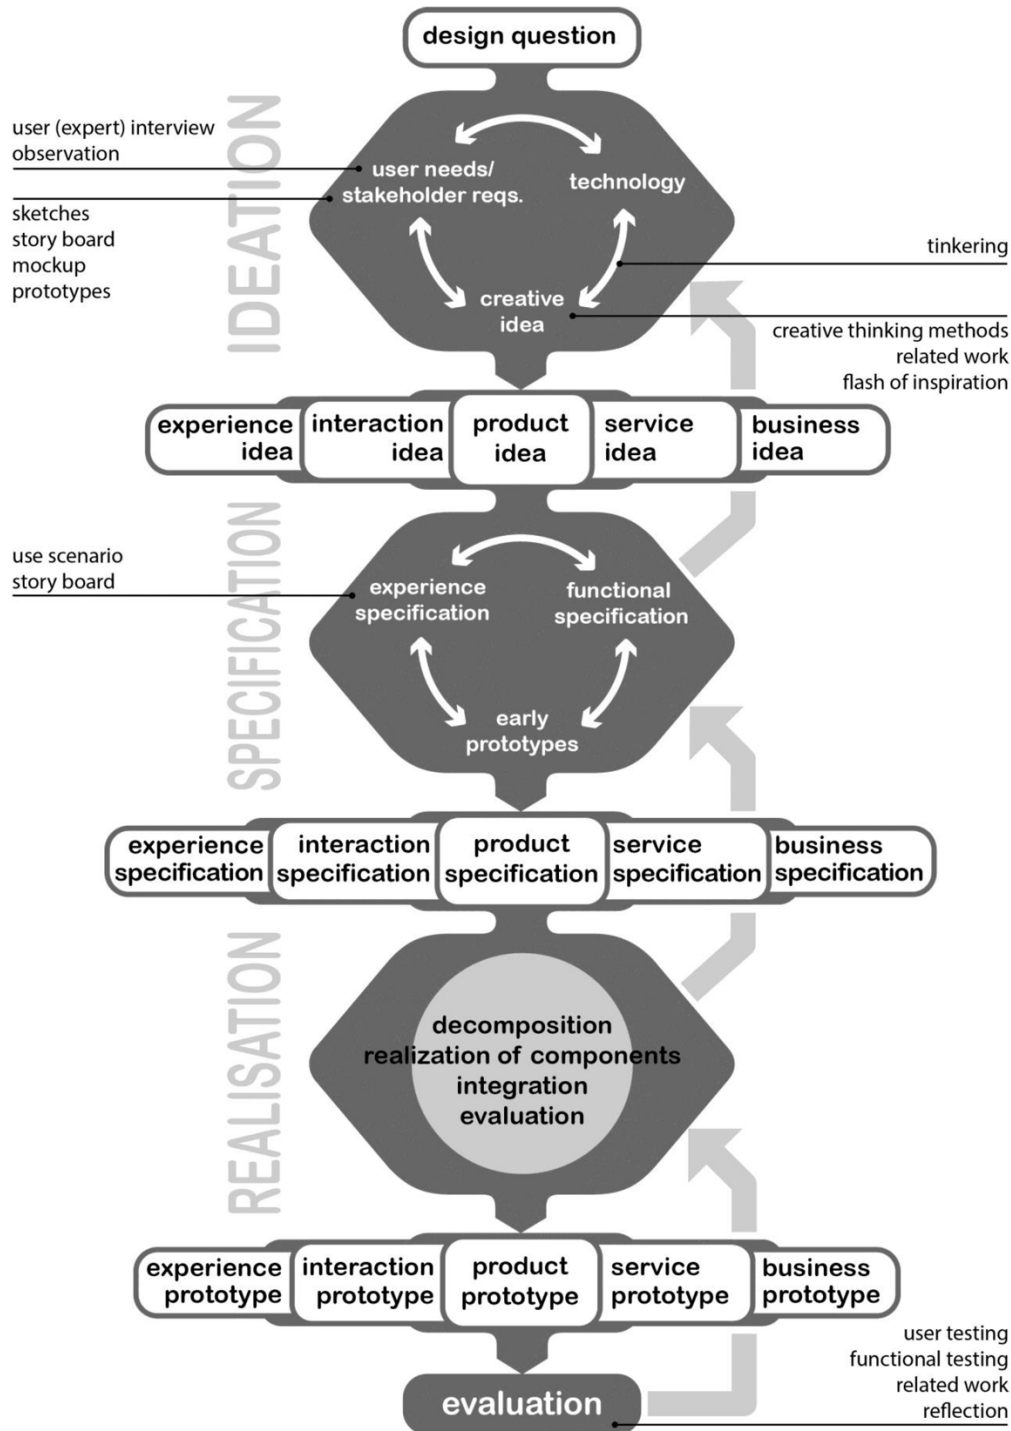 design question
IDEATION
user (expert) interview
observation
user needs/
stakeholder reqs.
technology
sketches
story board
mockup
prototypes
tinkering
creative
idea
creative thinking methods
related work
flash of inspiration
experience
idea
interaction
idea
product
idea
service
idea
business
idea
SPECIFICATION
use scenario
story board
experience
specification
functional
specification
early
prototypes
experience
specification
interaction
specification
product
specification
service
specification
business
specification
REALISATION
decomposition
realization of components
integration
evaluation
experience
prototype
interaction
prototype
product
prototype
service
prototype
business
prototype
evaluation
user testing
functional testing
related work
reflection